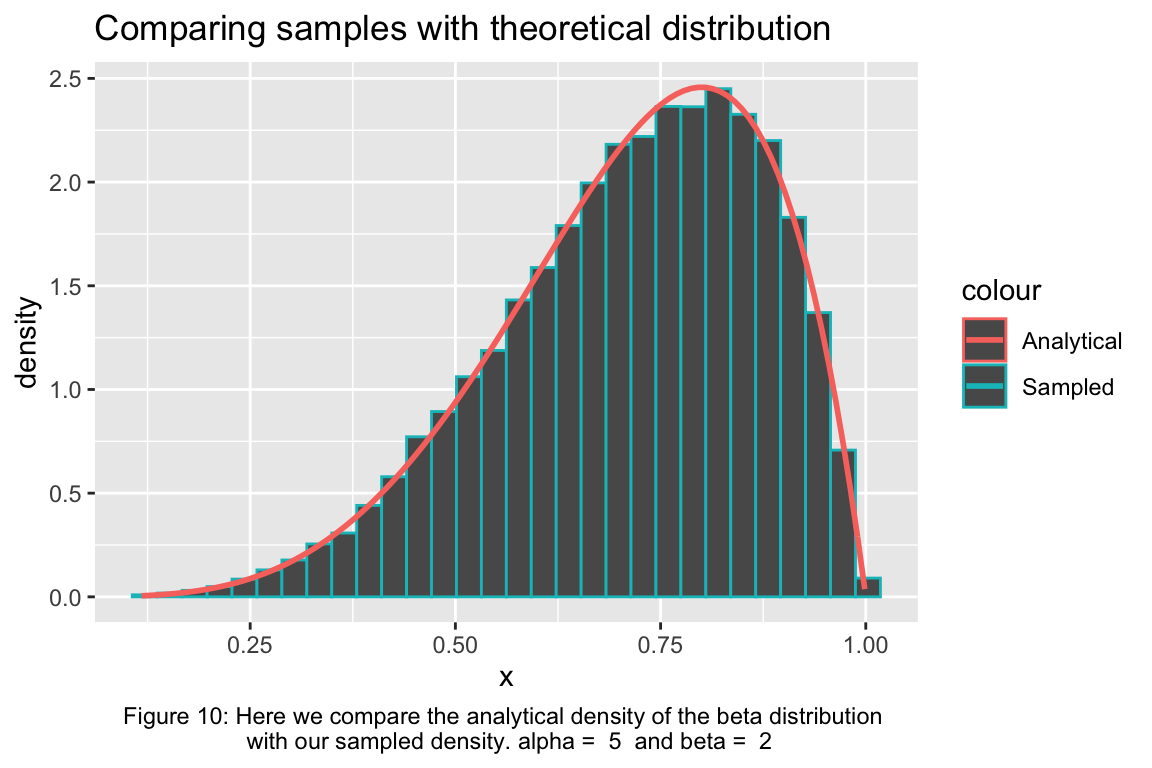 Comparing samples with theoretical distribution
2.5
2.0
1.5
1.0
0.5
0.0
density
0.25 0.50 0.75 1.00
x
colour
Analytical
Sampled
Figure 10: Here we compare the analytical density of the beta distribution
with our sampled density. alpha =  5  and beta =  2